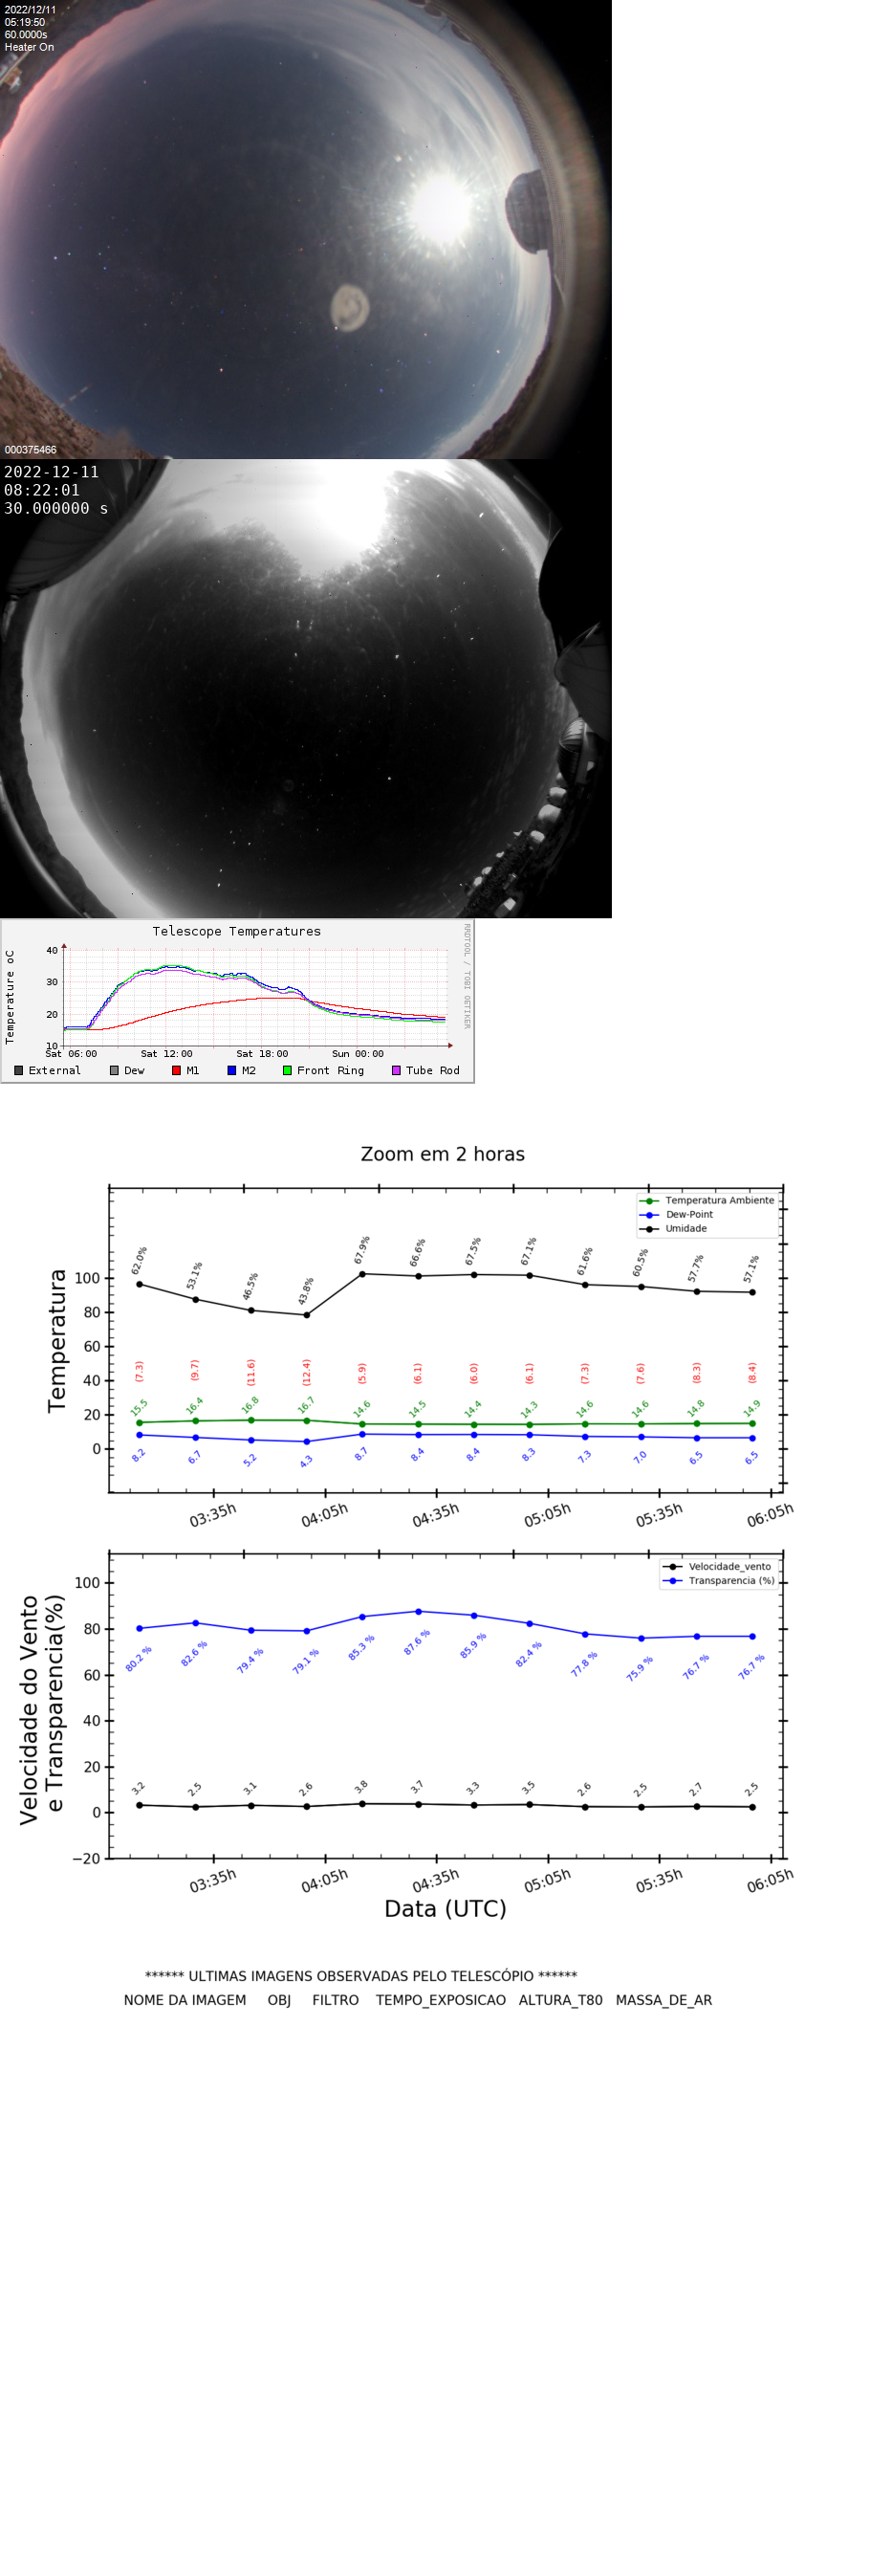 2022/12/11
05:19:50
60.0000s
Heater On
000375466
2022-12-11
08:22:01
30.000000 s
Telescope Temperatures
RRDTOOL / TOBI OETIKER
Temperature oC
40
30
20
10
Sat 06:00 Sat 12:00 Sat 18:00 Sun 00:00
External Dew M1 M2 Front Ring Tube Rod
Zoom em 2 horas
Temperatura Ambiente
Dew-Point
Umidade
Temperatura
100
80
60
40
20
0
62.0% 53.1% 46.5% 43.8% 67.9% 66.6% 67.5% 67.1% 61.6% 60.5% 57.7% 57.1%
(7.3) (9.7) (11.6) (12.4) (5.9) (6.1) (6.0) (6.1) (7.3) (7.6) (8.3) (8.4)
15.5 16.4 16.8 16.7 14.6 14.5 14.4 14.3 14.6 14.6 14.8 14.9
8.2 6.7 5.2 4.3 8.7 8.4 8.4 8.3 7.3 7.0 6.5 6.5
03:35h 04:05h 04:35h 05:05h 05:35h 06:05h
Velocidade_vento
Transparencia (%)
Velocidade do Vento
e Transparencia(%)
100
80
60
40
20
0
−20
80.2 % 82.6 % 79.4 % 79.1 % 85.3 % 87.6 % 85.9 % 82.4 % 77.8 % 75.9 % 76.7 % 76.7 %
3.2 2.5 3.1 2.6 3.8 3.7 3.3 3.5 2.6 2.5 2.7 2.5
03:35h 04:05h 04:35h 05:05h 05:35h 06:05h
Data (UTC)
****** ULTIMAS IMAGENS OBSERVADAS PELO TELESCÓPIO ******
NOME DA IMAGEM OBJ FILTRO TEMPO_EXPOSICAO ALTURA_T80 MASSA_DE_AR